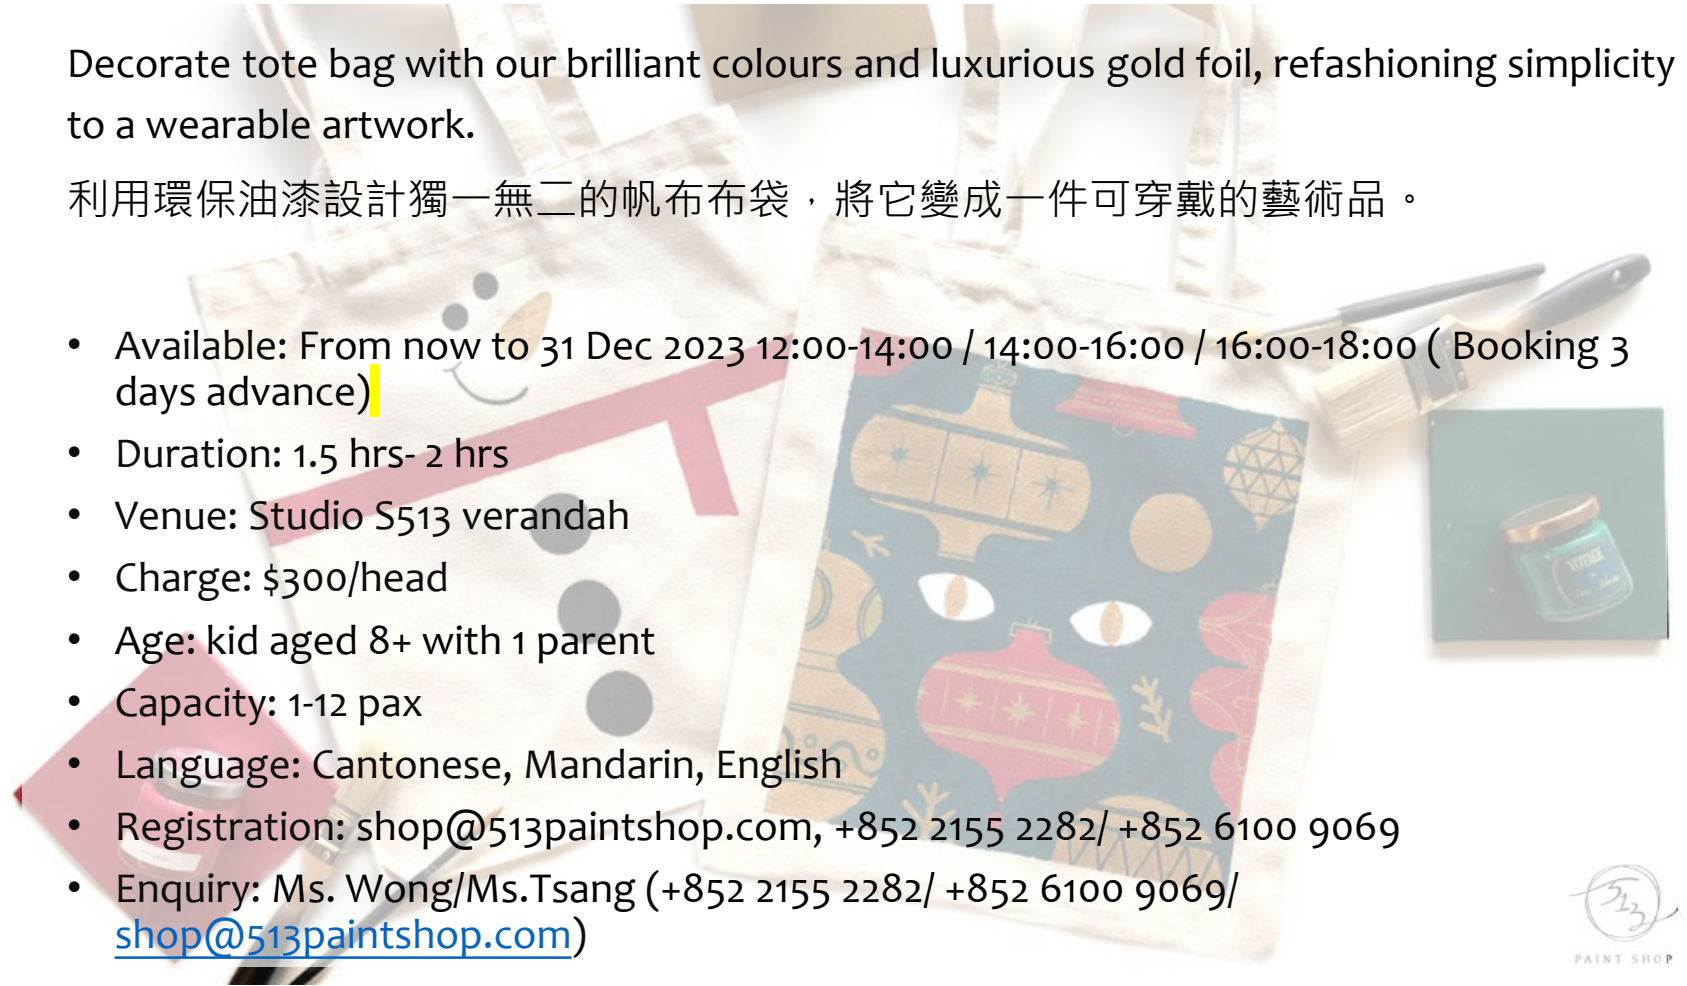 Decorate tote bag with our brilliant colours and luxurious gold foil, refashioning simplicity
to a wearable artwork.
利用環保油漆設計獨一無二的帆布布袋，將它變成一件可穿戴的藝術品。
• Available: From now to 31 Dec 2023 12:00-14:00 / 14:00-16:00 / 16:00-18:00 ( Booking 3
days advance)
• Duration: 1.5 hrs- 2 hrs
• Venue: Studio S513 verandah
• Charge: $300/head
• Age: kid aged 8+ with 1 parent
• Capacity: 1-12 pax
• Language: Cantonese, Mandarin, English
• Registration: shop@513paintshop.com, +852 2155 2282/ +852 6100 9069
• Enquiry: Ms. Wong/Ms.Tsang (+852 2155 2282/ +852 6100 9069/
shop@513paintshop.com)
VOYAGE
513
PAINT SHOP